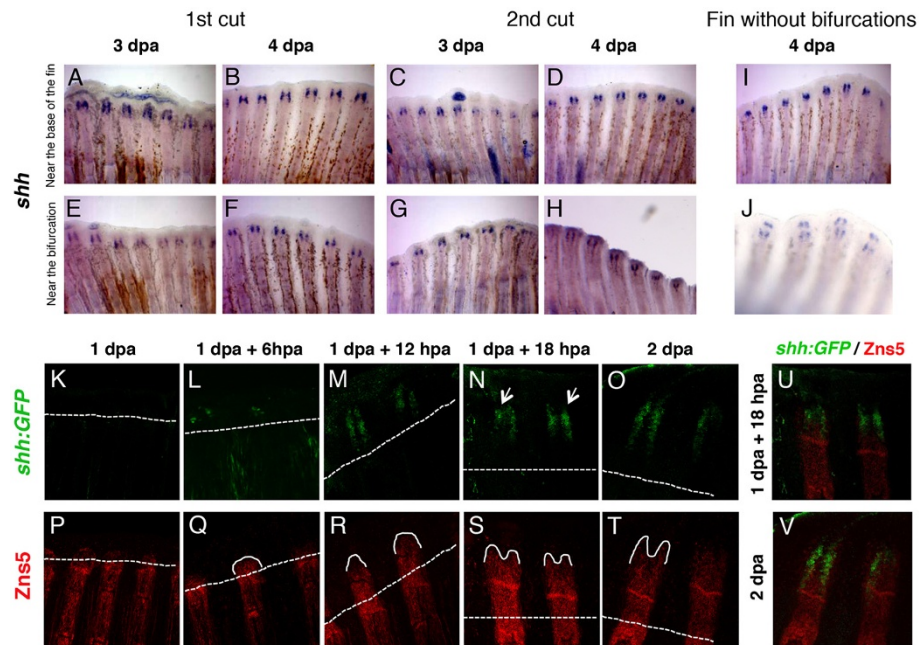 1st cut
2nd cut
Fin without bifurcations
3 dpa
4 dpa
3 dpa
4 dpa
4 dpa
shh
Near the base of the fin
A
B
C
D
I
Near the bifurcation
E
F
G
H
J
1 dpa
1 dpa + 6hpa
1 dpa + 12 hpa
1 dpa + 18 hpa
2 dpa
shh:GFP / Zns5
shh:GFP
K
L
M
N
O
1 dpa + 18 hpa
U
Zns5
P
Q
R
S
T
2 dpa
V